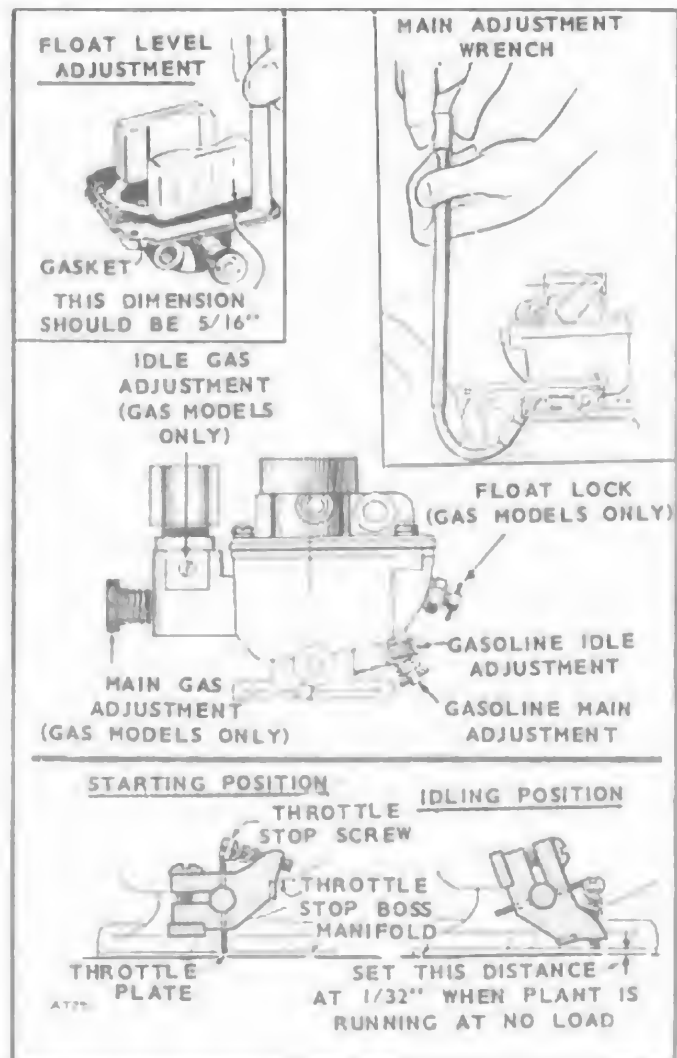 FLOAT LEVEL
ADJUSTMENT
GASKET
THIS DIMENSION
SHOULD BE 5/16"
MAIN ADJUSTMENT
WRENCH
IDLE GAS
ADJUSTMENT
(GAS MODELS
ONLY)
FLOAT LOCK
(GAS MODELS ONLY)
MAIN GAS
ADJUSTMENT
(GAS MODELS ONLY)
GASOLINE IDLE
ADJUSTMENT
GASOLINE MAIN
ADJUSTMENT
STARTING POSITION
THROTTLE
STOP SCREW
THROTTLE
STOP BOSS
MANIFOLD
THROTTLE
PLATE
IDLING POSITION
SET THIS DISTANCE
AT 1/32" WHEN PLANT IS
RUNNING AT NO LOAD